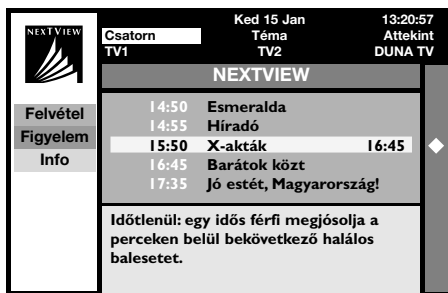 NEXTVIEW
Ked 15 Jan 13:20:57
Csatorn Téma Attekint
TV1 TV2 DUNA TV
NEXTVIEW
Felvétel
Figyelem
Info
14:50 Esmeralda
14:55 Híradó
15:50 X-akták 16:45
16:45 Barátok közt
17:35 Jó estét, Magyarország!
Időtlenül: egy idős férfi megjósolja a
perceken belül bekövetkező halálos
balesetet.